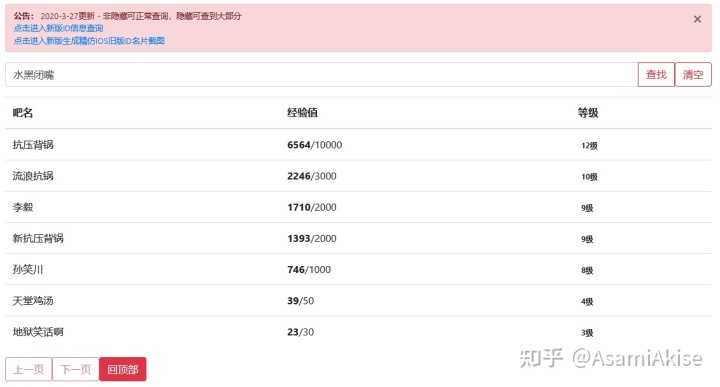 公告： 2020-3-27更新 - 非隐藏可正常查询，隐藏可查到大部分
×
点击进入新版ID信息查询
点击进入新版生成精仿IOS旧版ID名片截图
水黑闭嘴 查找 清空
吧名 经验值 等级
抗压背锅 6564/10000 12级
流浪抗锅 2246/3000 10级
李毅 1710/2000 9级
新抗压背锅 1393/2000 9级
孙笑川 746/1000 8级
天堂鸡汤 39/50 4级
地狱笑话啊 23/30 3级
上一页 下一页 回顶部
知乎 @AsamiAkise